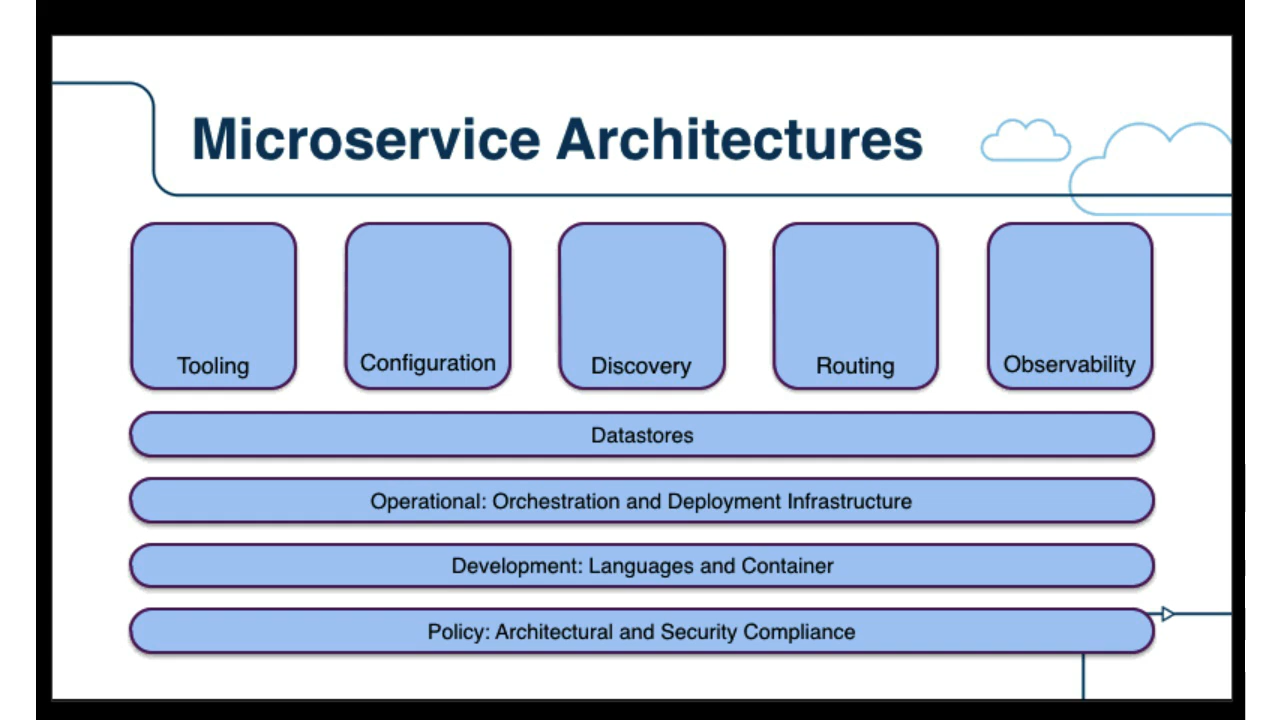 Microservice Architectures
Tooling
Configuration
Discovery
Routing
Observability
Datastores
Operational: Orchestration and Deployment Infrastructure
Development: Languages and Container
Policy: Architectural and Security Compliance